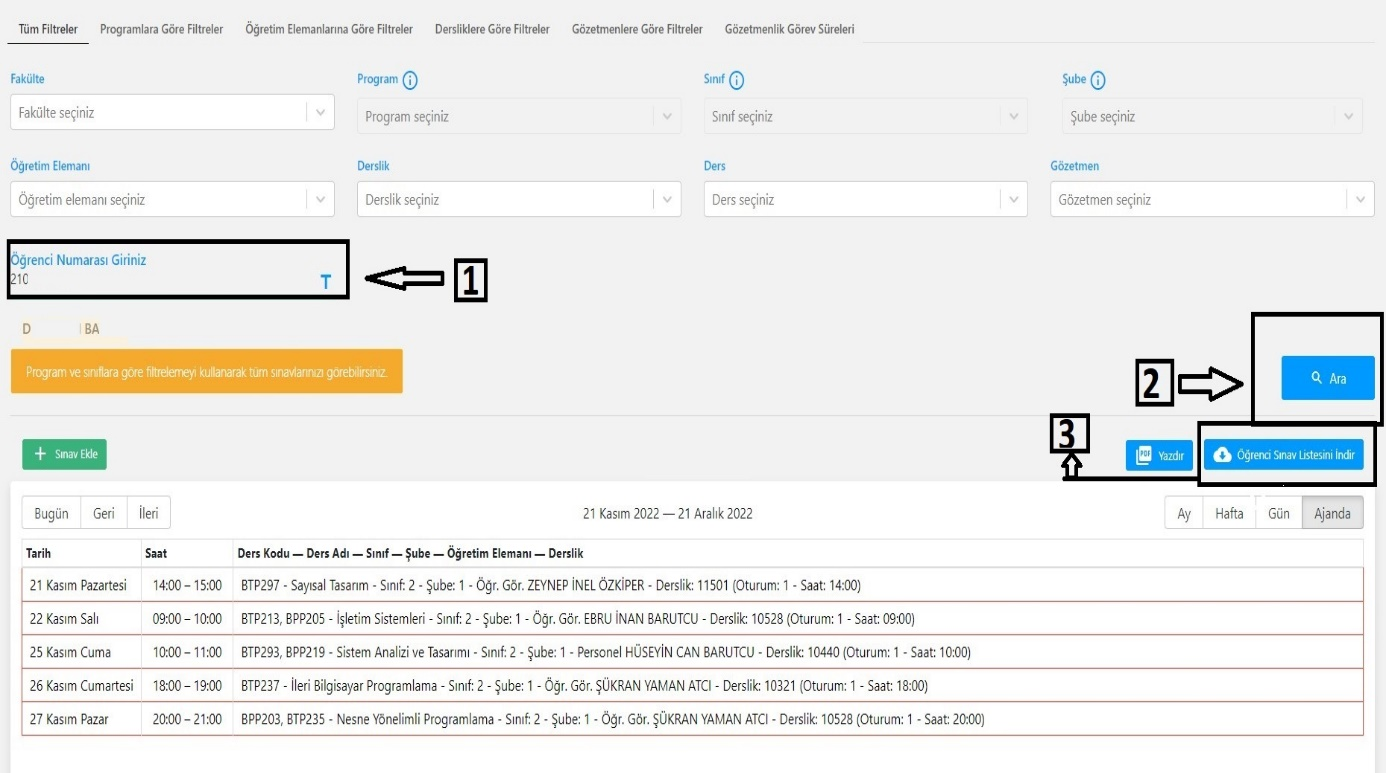 Tüm Filtreler Programlara Göre Filtreler Öğretim Elemanlarına Göre Filtreler Dersliklere Göre Filtreler Gözetmenlere Göre Filtreler Gözetmenlik Görev Süreleri
Fakülte Program Sınıf Şube
Fakülte seçiniz Program seçiniz Sınıf seçiniz Şube seçiniz
Öğretim Elemanı Derslik Ders Gözetmen
Öğretim elemanı seçiniz Derslik seçiniz Ders seçiniz Gözetmen seçiniz
Öğrenci Numarası Giriniz
210
1
D BA
Program ve sınıflara göre filtrelemeyi kullanarak tüm sınavlarınızı görebilirsiniz.
2 Ara
3
+ Sınav Ekle PDF Yazdır Öğrenci Sınav Listesini İndir
Bugün Geri İleri 21 Kasım 2022 — 21 Aralık 2022 Ay Hafta Gün Ajanda
Tarih Saat Ders Kodu — Ders Adı — Sınıf — Şube — Öğretim Elemanı — Derslik
21 Kasım Pazartesi 14:00 – 15:00 BTP297 - Sayısal Tasarım - Sınıf: 2 - Şube: 1 - Öğr. Gör. ZEYNEP İNEL ÖZKİPER - Derslik: 11501 (Oturum: 1 - Saat: 14:00)
22 Kasım Salı 09:00 – 10:00 BTP213, BPP205 - İşletim Sistemleri - Sınıf: 2 - Şube: 1 - Öğr. Gör. EBRU İNAN BARUTCU - Derslik: 10528 (Oturum: 1 - Saat: 09:00)
25 Kasım Cuma 10:00 – 11:00 BTP293, BPP219 - Sistem Analizi ve Tasarımı - Sınıf: 2 - Şube: 1 - Personel HÜSEYİN CAN BARUTCU - Derslik: 10440 (Oturum: 1 - Saat: 10:00)
26 Kasım Cumartesi 18:00 – 19:00 BTP237 - İleri Bilgisayar Programlama - Sınıf: 2 - Şube: 1 - Öğr. Gör. ŞÜKRAN YAMAN ATCI - Derslik: 10321 (Oturum: 1 - Saat: 18:00)
27 Kasım Pazar 20:00 – 21:00 BPP203, BTP235 - Nesne Yönelimli Programlama - Sınıf: 2 - Şube: 1 - Öğr. Gör. ŞÜKRAN YAMAN ATCI - Derslik: 10528 (Oturum: 1 - Saat: 20:00)